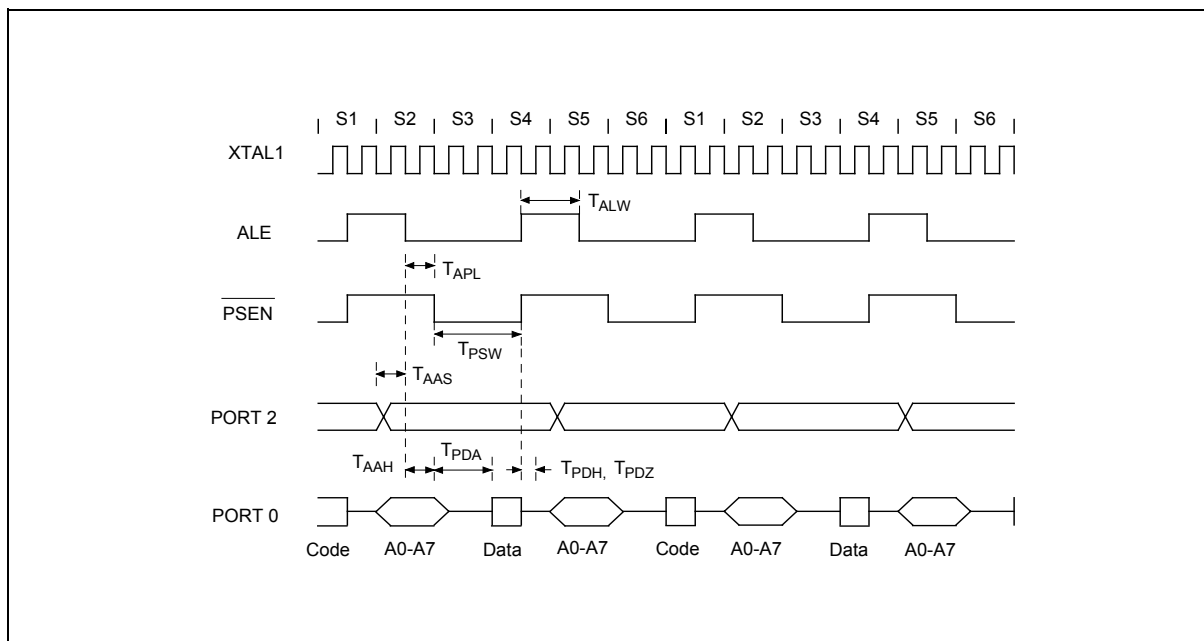 S1 S2 S3 S4 S5 S6 S1 S2 S3 S4 S5 S6
XTAL1
TALW
ALE
TAPL
PSEN
TPSW
TAAS
PORT 2
TAAH TPDA TPDH, TPDZ
PORT 0
Code A0-A7 Data A0-A7 Code A0-A7 Data A0-A7